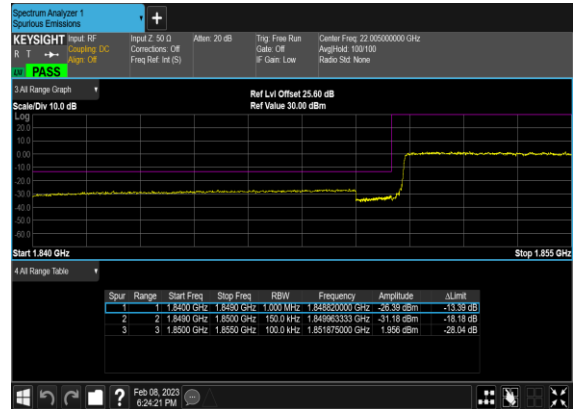 Spectrum Analyzer 1
Spurious Emissions
KEYSIGHT Input: RF Input Z: 50 Ω Atten: 20 dB Trig: Free Run Center Freq: 22.005000000 GHz
R T Coupling: DC Corrections: Off Gate: Off Avg|Hold: 100/100
Align: Off Freq Ref: Int (S) IF Gain: Low Radio Std: None
PASS
3 All Range Graph
Ref Lvl Offset 25.60 dB
Scale/Div 10.0 dB Ref Value 30.00 dBm
Log
20.0
10.0
0.00
-10.0
-20.0
-30.0
-40.0
-50.0
-60.0
Start 1.840 GHz Stop 1.855 GHz
4 All Range Table
Spur Range Start Freq Stop Freq RBW Frequency Amplitude ΔLimit
1 1 1.8400 GHz 1.8490 GHz 1.000 MHz 1.848820000 GHz -26.39 dBm -13.39 dB
2 2 1.8490 GHz 1.8500 GHz 150.0 kHz 1.849963333 GHz -31.18 dBm -18.18 dB
3 3 1.8500 GHz 1.8550 GHz 100.0 kHz 1.851875000 GHz 1.956 dBm -28.04 dB
? Feb 08, 2023
6:24:21 PM